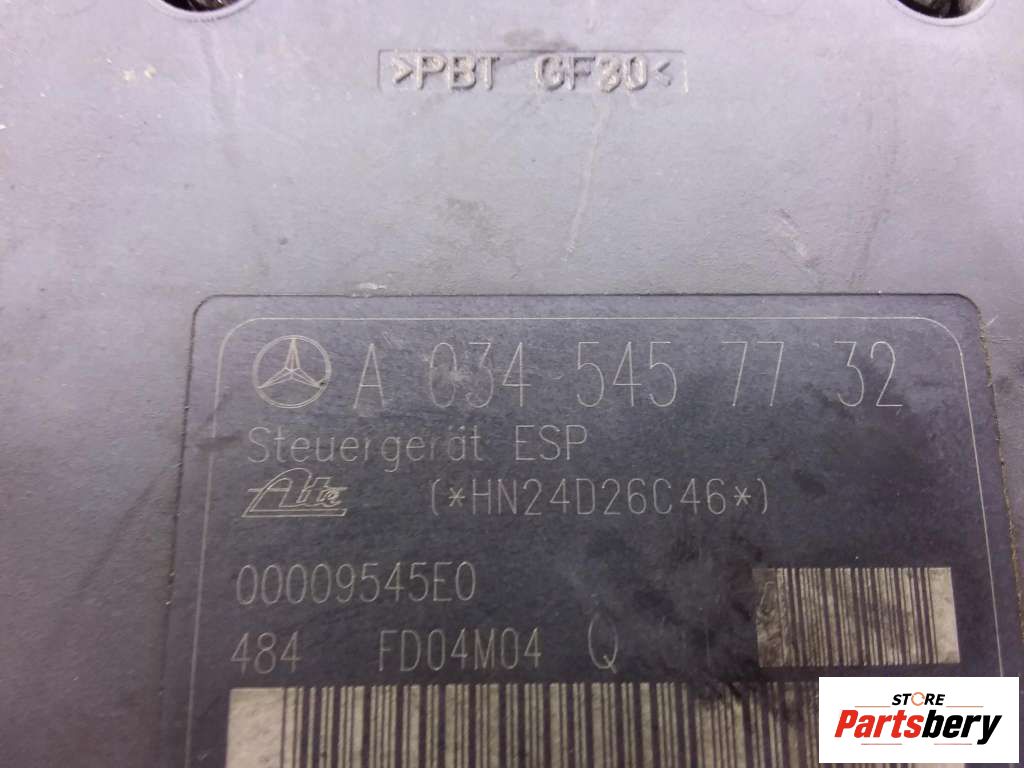 >PBT GF30<
A 034 545 77 32
Steuergerät ESP
Ate (*HN24D26C46*)
00009545E0
484 FD04M04 Q
STORE
Partsbery